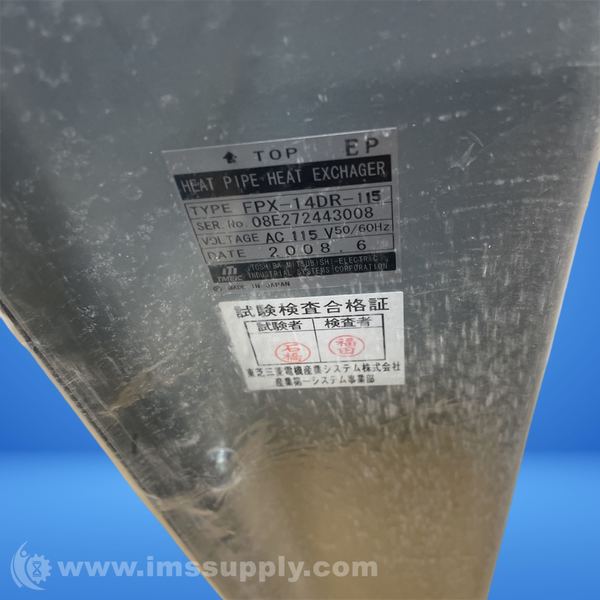 TOP EP
HEAT PIPE HEAT EXCHAGER
TYPE FPX-14DR-115
SER. No. 08E272443008
VOLTAGE AC 115 V 50/60Hz
DATE 2008. 6
TMEIC TOSHIBA MITSUBISHI-ELECTRIC
INDUSTRIAL SYSTEMS CORPORATION
MADE IN JAPAN
試験検査合格証
試験者 検査者
石橋 福田
東芝三菱電機産業システム株式会社
産業第一システム事業部
www.imssupply.com